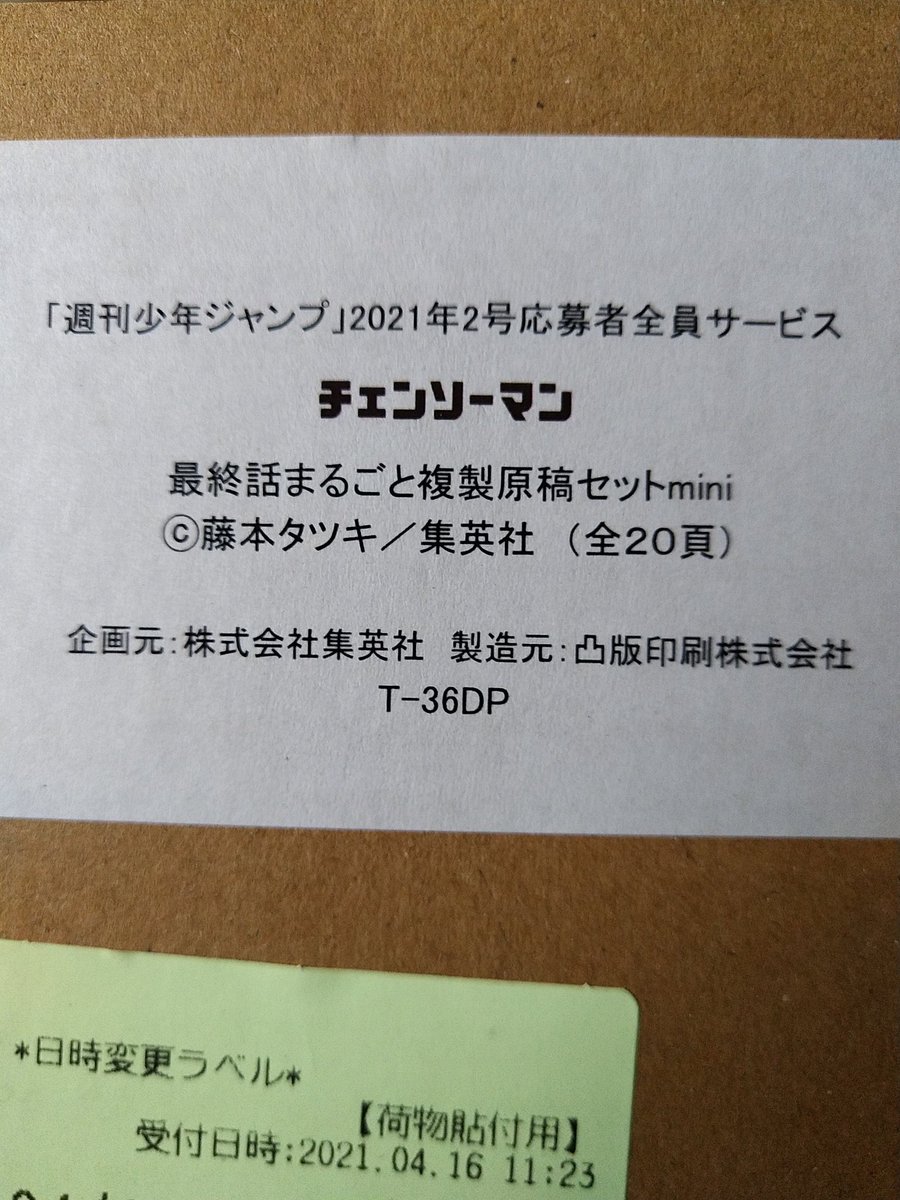 「週刊少年ジャンプ」2021年2号応募者全員サービス
チェンソーマン
最終話まるごと複製原稿セットmini
©藤本タツキ／集英社　（全20頁）
企画元：株式会社集英社　製造元：凸版印刷株式会社
T-36DP
*日時変更ラベル*
【荷物貼付用】
受付日時:2021.04.16 11:23